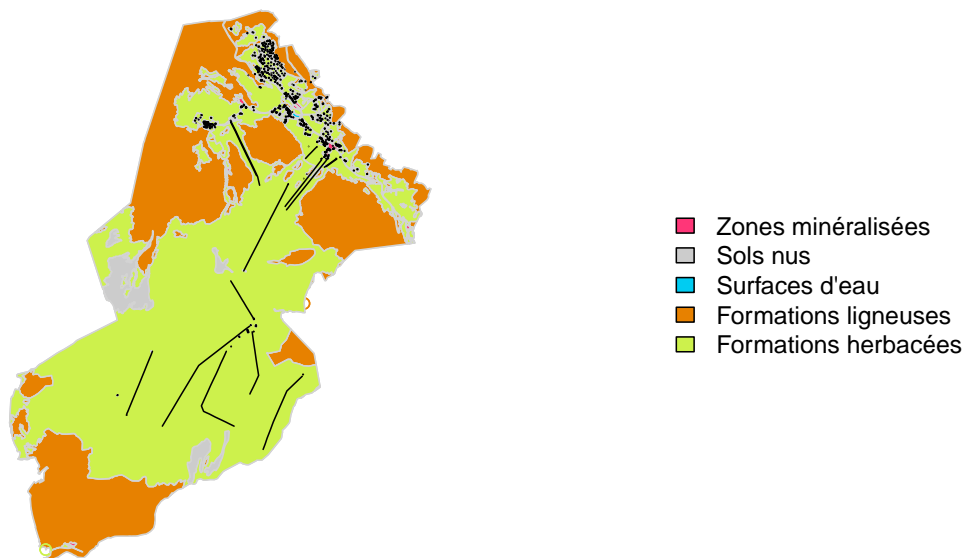 Zones minéralisées
Sols nus
Surfaces d'eau
Formations ligneuses
Formations herbacées